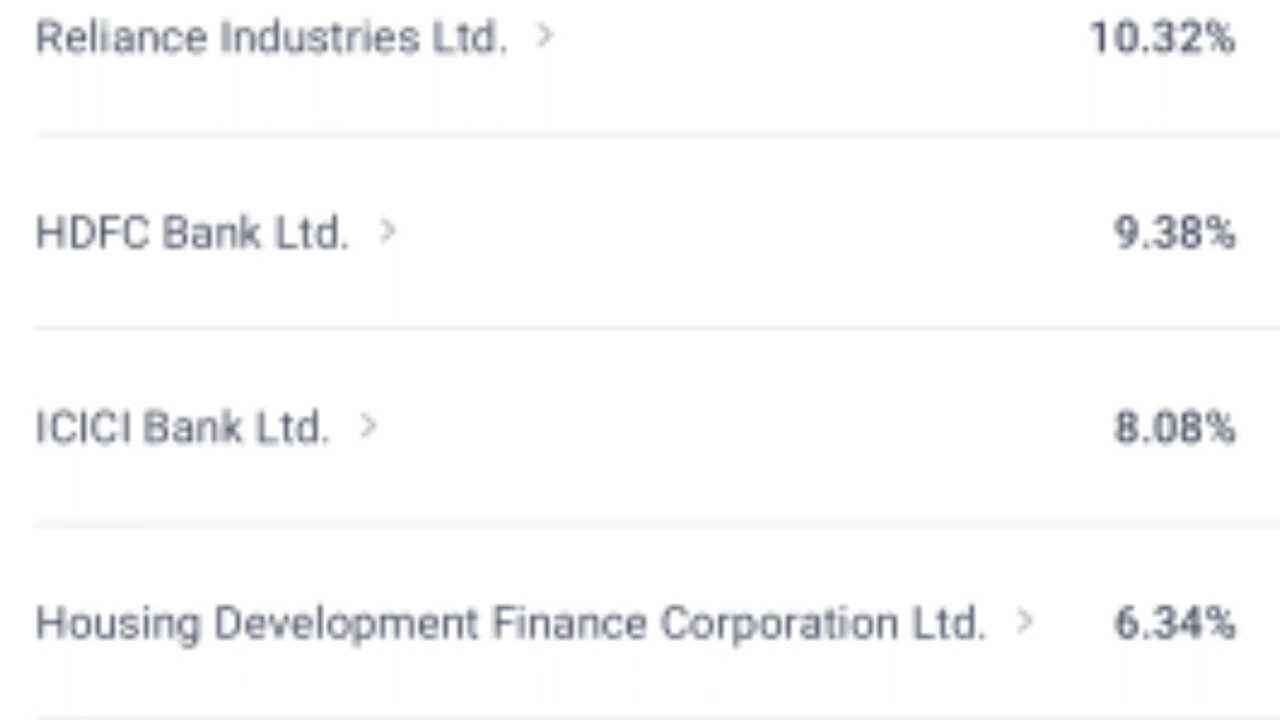 Reliance Industries Ltd. > 10.32%
HDFC Bank Ltd. > 9.38%
ICICI Bank Ltd. > 8.08%
Housing Development Finance Corporation Ltd. > 6.34%